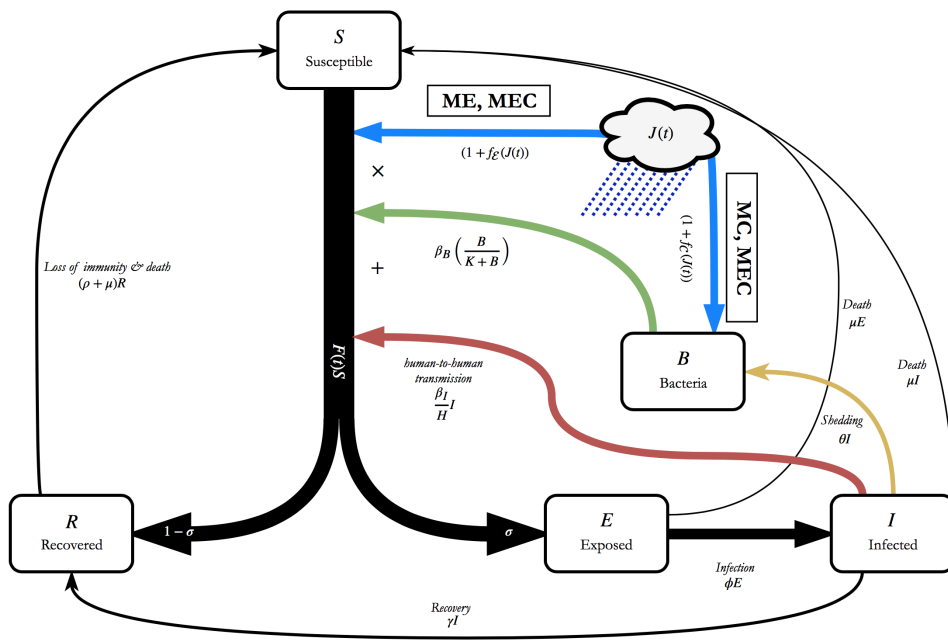 S
Susceptible
ME, MEC
J(t)
(1 + f_ℰ(J(t))
×
(1 + f_C(J(t))
MC, MEC
β_B (B / K + B)
+
Loss of immunity & death
(ρ + μ)R
Death
μE
F(t)S
human-to-human
transmission
β_I / H I
B
Bacteria
Death
μI
Shedding
θI
R
Recovered
1 − σ
σ
E
Exposed
I
Infected
Infection
ϕE
Recovery
γI